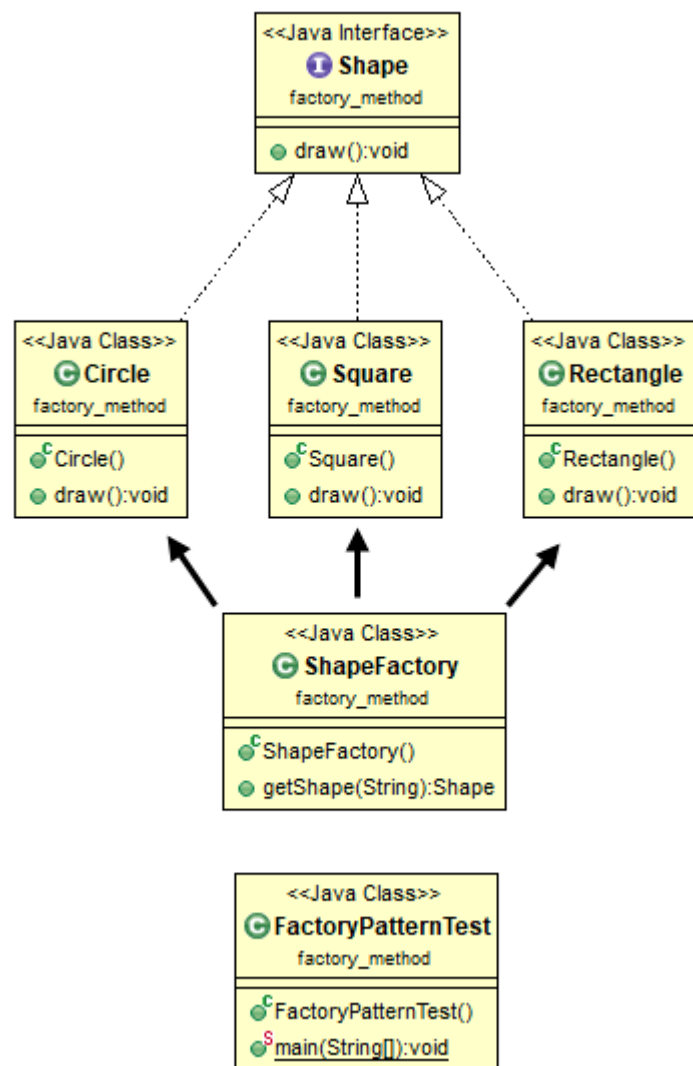 <<Java Interface>>
Shape
factory_method
draw():void
<<Java Class>>
Circle
factory_method
Circle()
draw():void
<<Java Class>>
Square
factory_method
Square()
draw():void
<<Java Class>>
Rectangle
factory_method
Rectangle()
draw():void
<<Java Class>>
ShapeFactory
factory_method
ShapeFactory()
getShape(String):Shape
<<Java Class>>
FactoryPatternTest
factory_method
FactoryPatternTest()
main(String[]):void